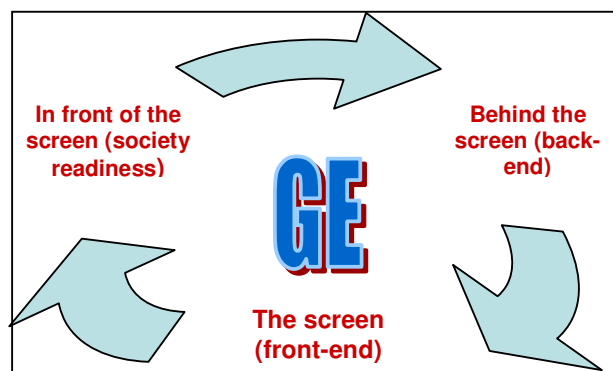 In front of the
screen (society
readiness)
Behind the
screen (back-
end)
GE
The screen
(front-end)